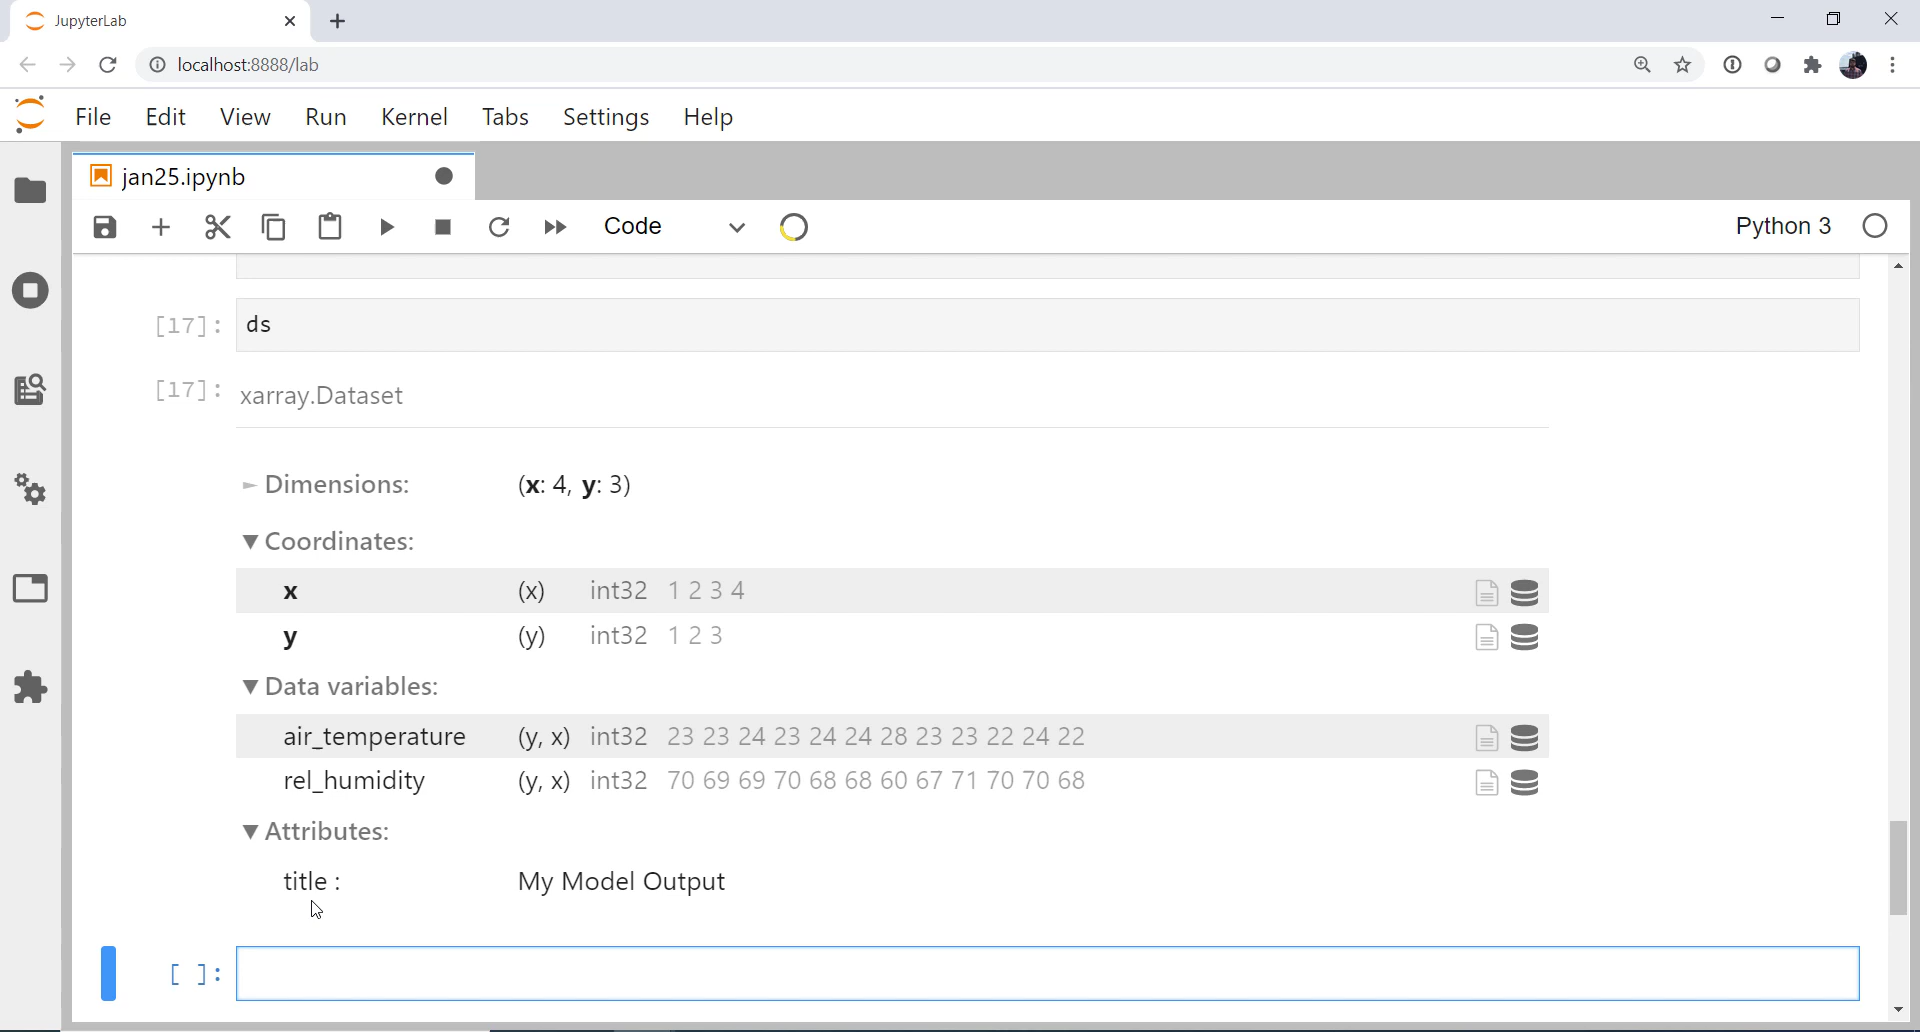 JupyterLab
localhost:8888/lab
File Edit View Run Kernel Tabs Settings Help
jan25.ipynb
Code Python 3
[17]: ds
[17]: xarray.Dataset
Dimensions: (x: 4, y: 3)
Coordinates:
x (x) int32 1 2 3 4
y (y) int32 1 2 3
Data variables:
air_temperature (y, x) int32 23 23 24 23 24 24 28 23 23 22 24 22
rel_humidity (y, x) int32 70 69 69 70 68 68 60 67 71 70 70 68
Attributes:
title : My Model Output
[ ]: